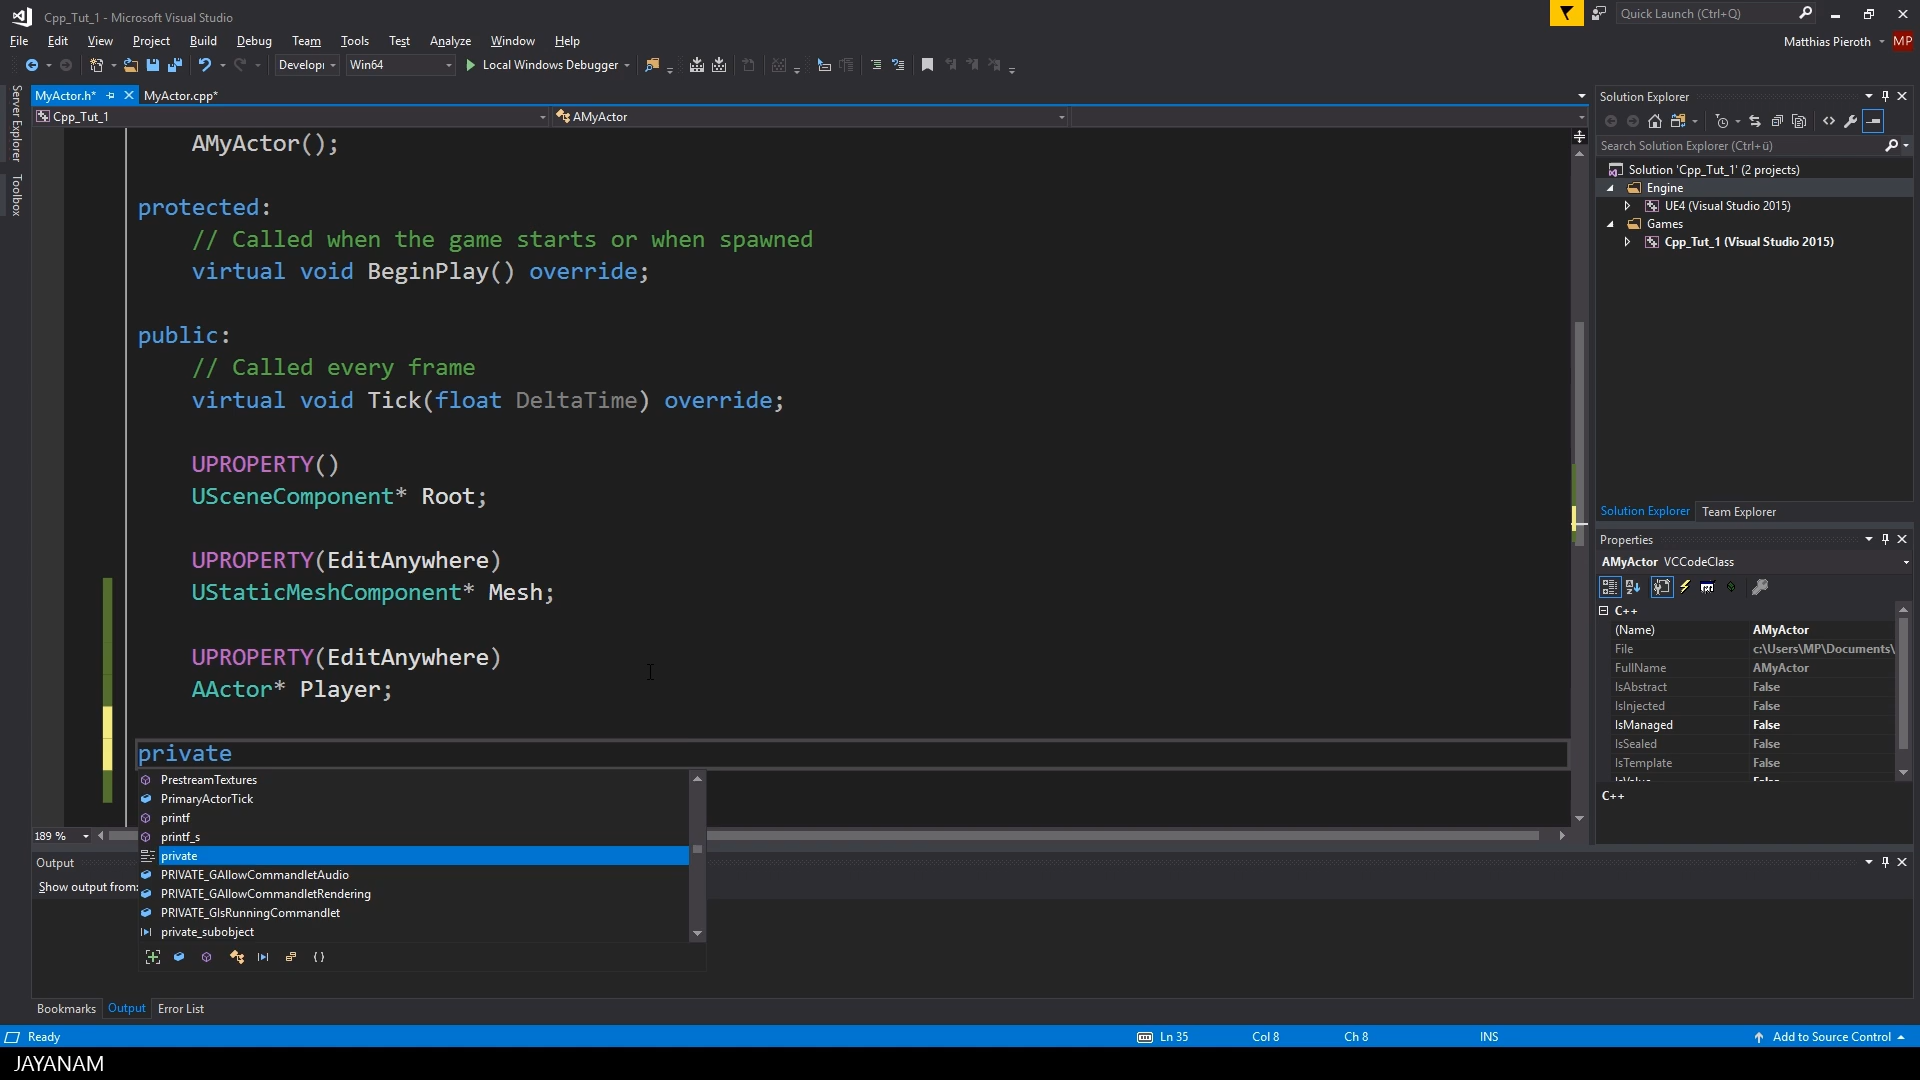 Cpp_Tut_1 - Microsoft Visual Studio
Quick Launch (Ctrl+Q)
File Edit View Project Build Debug Team Tools Test Analyze Window Help
Matthias Pieroth MP
Develop Win64 Local Windows Debugger
Server Explorer
Toolbox
MyActor.h* MyActor.cpp*
Cpp_Tut_1 AMyActor
AMyActor();
protected:
// Called when the game starts or when spawned
virtual void BeginPlay() override;
public:
// Called every frame
virtual void Tick(float DeltaTime) override;
UPROPERTY()
USceneComponent* Root;
UPROPERTY(EditAnywhere)
UStaticMeshComponent* Mesh;
UPROPERTY(EditAnywhere)
AActor* Player;
private
PrestreamTextures
PrimaryActorTick
printf
printf_s
private
PRIVATE_GAllowCommandletAudio
PRIVATE_GAllowCommandletRendering
PRIVATE_GIsRunningCommandlet
private_subobject
189 %
Output
Show output from:
Bookmarks Output Error List
Solution Explorer
Search Solution Explorer (Ctrl+ü)
Solution 'Cpp_Tut_1' (2 projects)
Engine
UE4 (Visual Studio 2015)
Games
Cpp_Tut_1 (Visual Studio 2015)
Solution Explorer Team Explorer
Properties
AMyActor VCCodeClass
C++
(Name) AMyActor
File c:\Users\MP\Documents\
FullName AMyActor
IsAbstract False
IsInjected False
IsManaged False
IsSealed False
IsTemplate False
IsValue False
C++
Ready Ln 35 Col 8 Ch 8 INS Add to Source Control
JAYANAM